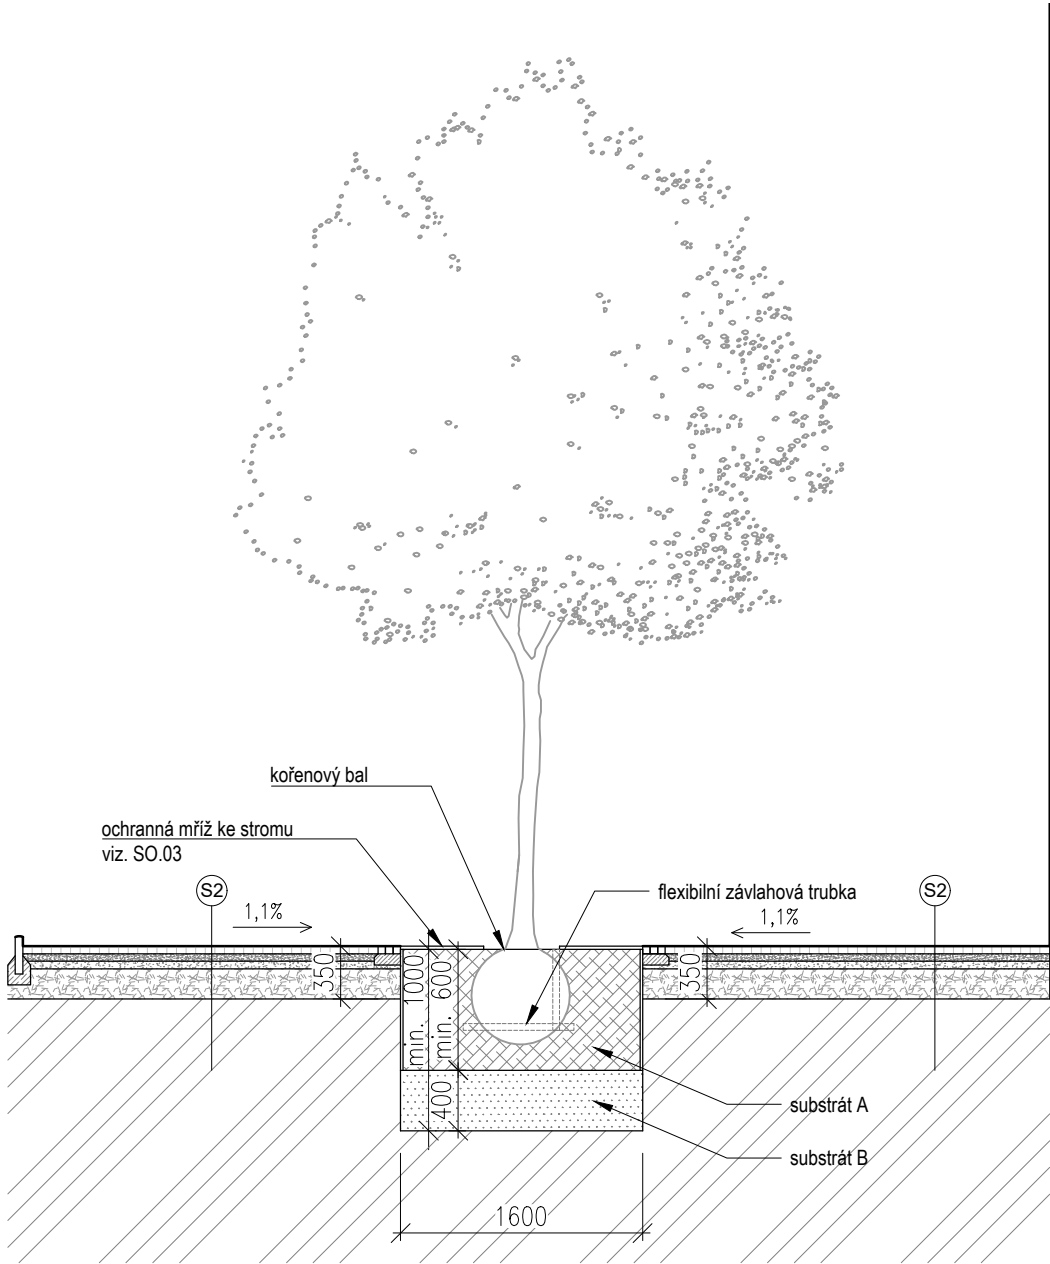 kořenový bal
ochranná mříž ke stromu
viz. SO.03
S2
flexibilní závlahová trubka
S2
1,1%
1,1%
350
min. 1000
min. 600
350
400
substrát A
substrát B
1600